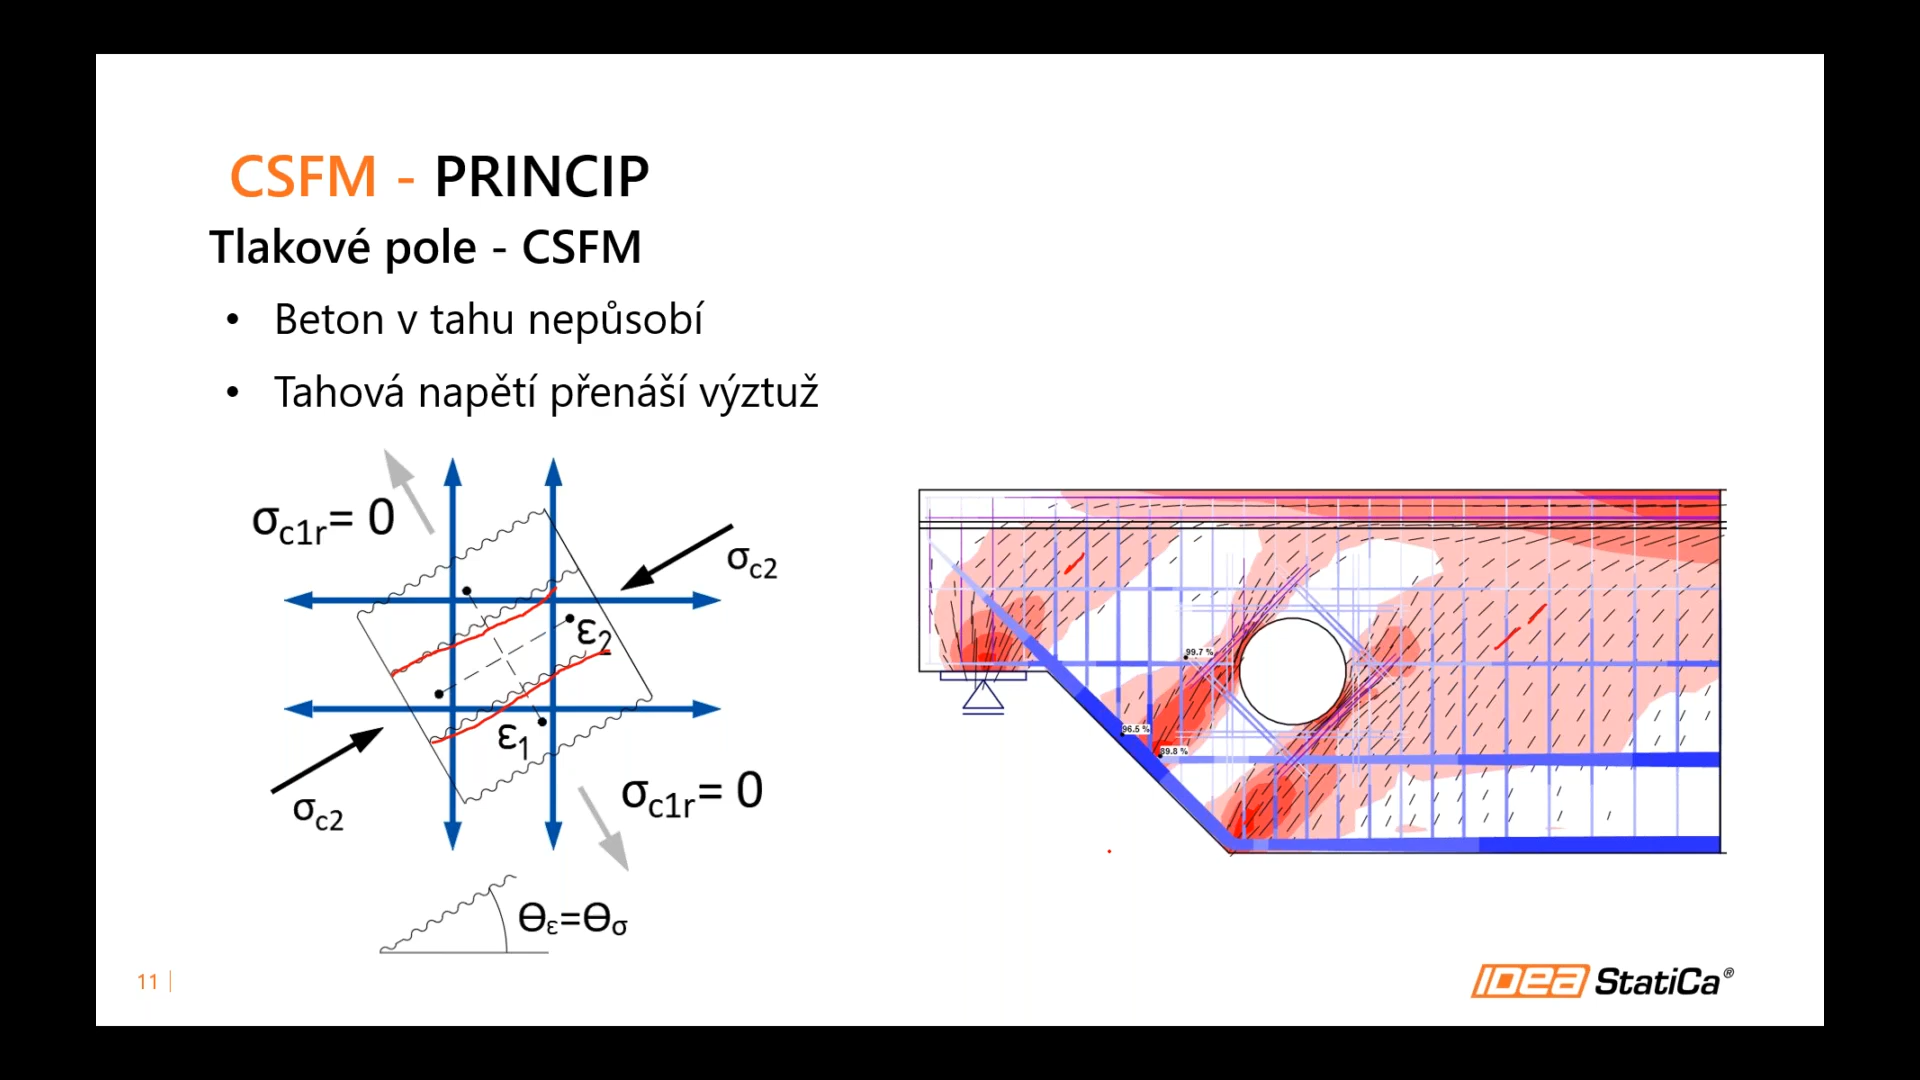 CSFM - PRINCIP
Tlakové pole - CSFM
• Beton v tahu nepůsobí
• Tahová napětí přenáší výztuž
σc1r= 0
σc2
ε2
ε1
σc2
σc1r= 0
Θε=Θσ
99.7 %
96.5 %
89.8 %
11
IDEA StatiCa®